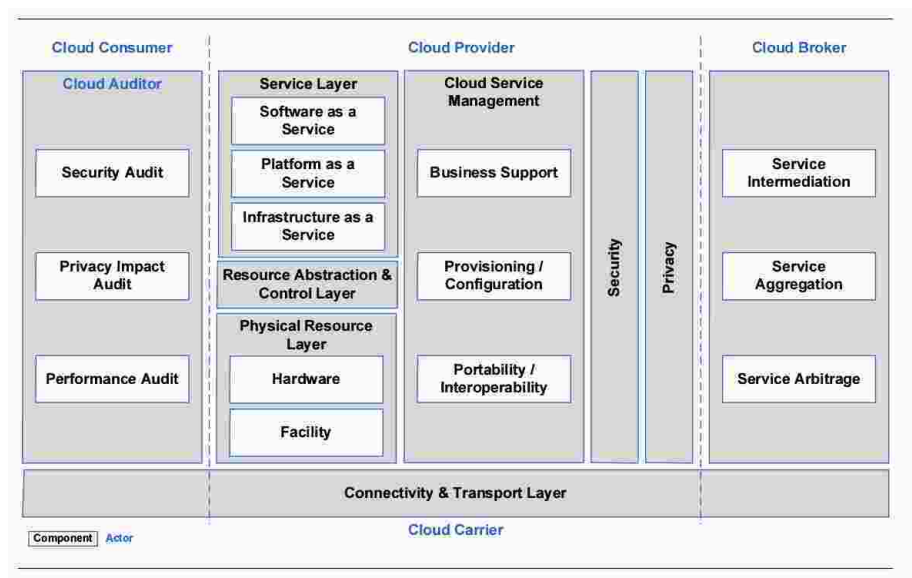 Cloud Consumer
Cloud Provider
Cloud Broker
Cloud Auditor
Security Audit
Privacy Impact
Audit
Performance Audit
Service Layer
Software as a
Service
Platform as a
Service
Infrastructure as a
Service
Resource Abstraction &
Control Layer
Physical Resource
Layer
Hardware
Facility
Cloud Service
Management
Business Support
Provisioning /
Configuration
Portability /
Interoperability
Security
Privacy
Service
Intermediation
Service
Aggregation
Service Arbitrage
Connectivity & Transport Layer
Cloud Carrier
Component
Actor